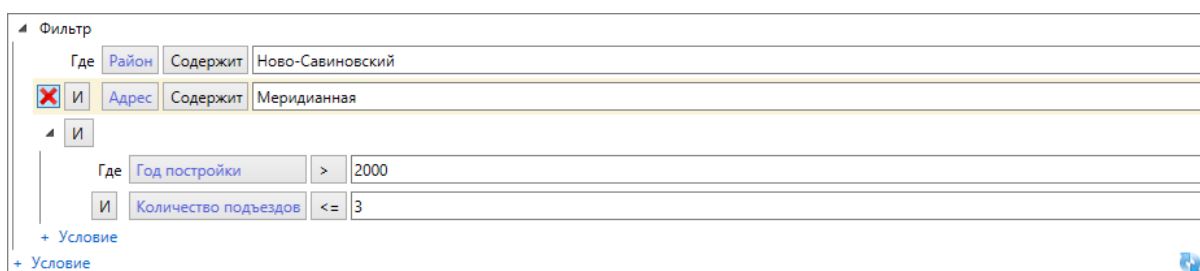 Фильтр
Где Район Содержит Ново-Савиновский
И Адрес Содержит Меридианная
И
Где Год постройки > 2000
И Количество подъездов <= 3
+ Условие
+ Условие